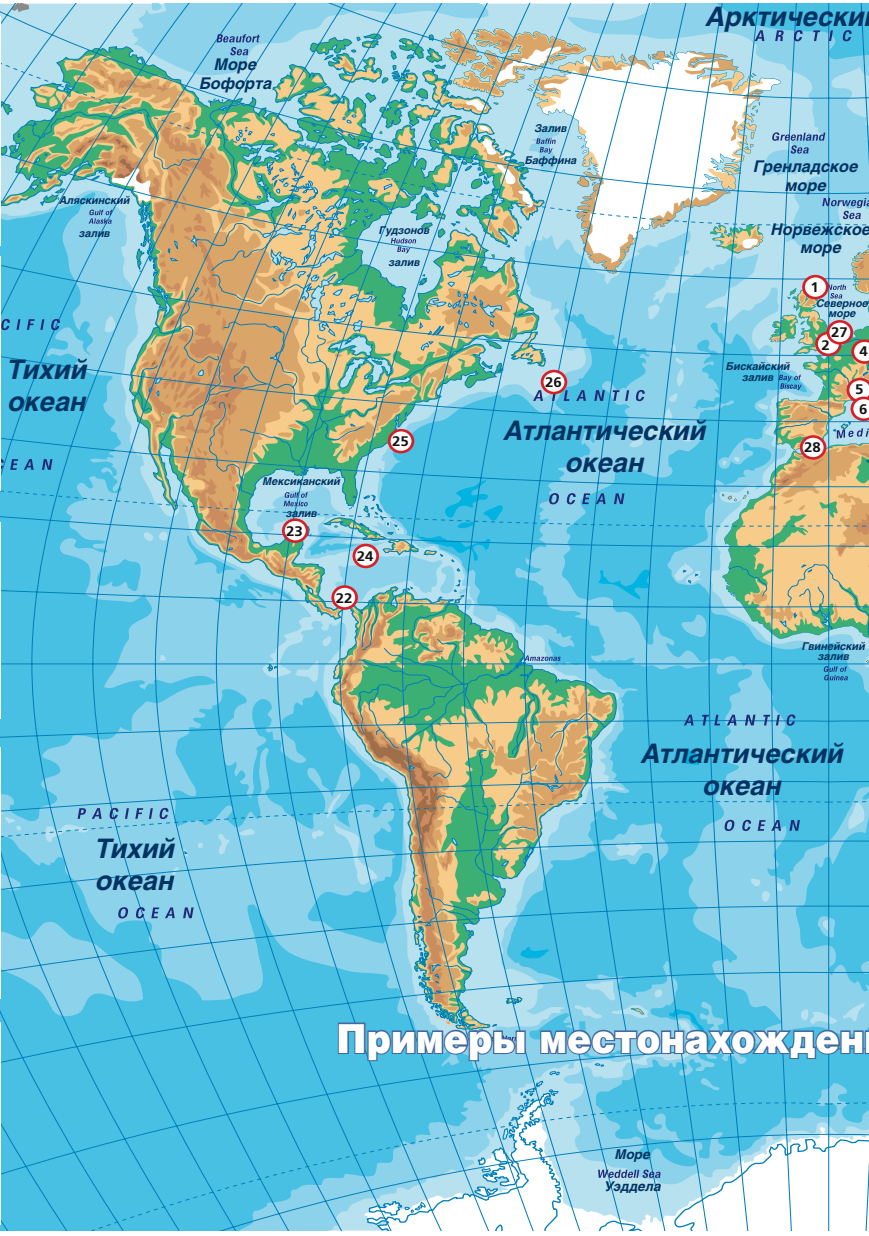 Арктический
ARCTIC
Beaufort
Sea
Море
Бофорта
Залив
Baffin
Bay
Баффина
Greenland
Sea
Гренладское
море
Norwegia
Sea
Норвежское
море
Аляскинский
Gulf of
Alaska
залив
Гудзонов
Hudson
Bay
залив
1
North
Sea
Северное
море
27
2
4
CIFIC
Тихий
океан
EAN
Бискайский
залив Bay of
Biscay
5
6
26
ATLANTIC
Атлантический
океан
OCEAN
25
Medi
28
Мексиканский
Gulf of
Mexico
залив
23
24
22
Amazonas
Гвинейский
залив
Gulf of
Guinea
ATLANTIC
Атлантический
океан
OCEAN
PACIFIC
Тихий
океан
OCEAN
Примеры местонахожден
Море
Weddell Sea
Уэддела